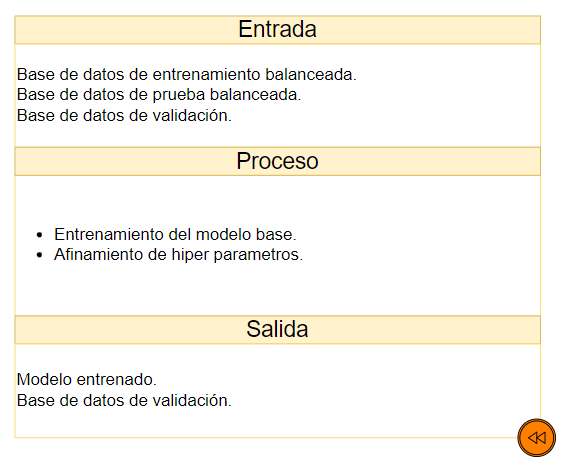 Entrada
Base de datos de entrenamiento balanceada.
Base de datos de prueba balanceada.
Base de datos de validación.
Proceso
• Entrenamiento del modelo base.
• Afinamiento de hiper parametros.
Salida
Modelo entrenado.
Base de datos de validación.